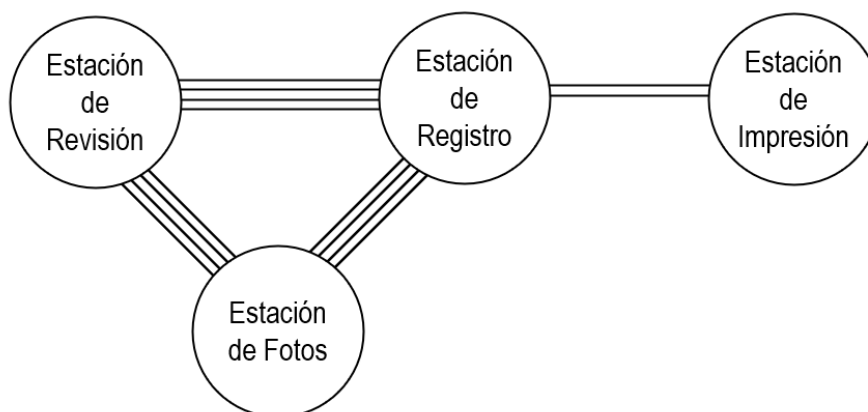 Estación
de
Revisión
Estación
de
Registro
Estación
de
Impresión
Estación
de Fotos